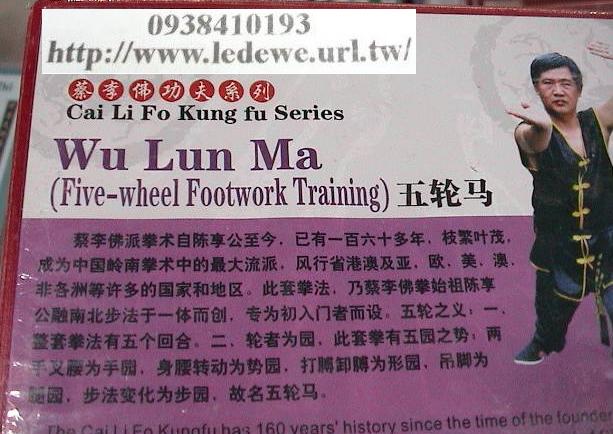 0938410193
http://www.ledewe.url.tw/
蔡李佛功夫系列
Cai Li Fo Kung fu Series
Wu Lun Ma
(Five-wheel Footwork Training) 五轮马
蔡李佛派拳术自陈享公至今，已有一百六十多年，枝繁叶茂，
成为中国岭南拳术中的最大流派，风行省港澳及亚、欧、美、澳、
非各洲等许多的国家和地区。此套拳法，乃蔡李佛拳始祖陈享
公融南北步法于一体而创，专为初入门者而设。五轮之义：一、
整套拳法有五个回合。二、轮者为园，此套拳有五园之势：两
手叉腰为手园，身腰转动为势园，打膊卸膊为形园，吊脚为
腿园，步法变化为步园，故名五轮马。
The Cai Li Fo Kungfu has 160 years' history since the time of the founder